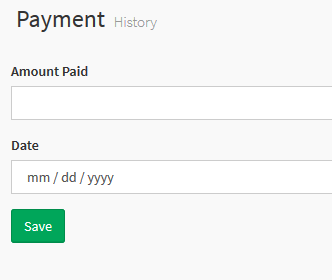 Payment History
Amount Paid
Date
mm / dd / yyyy
Save